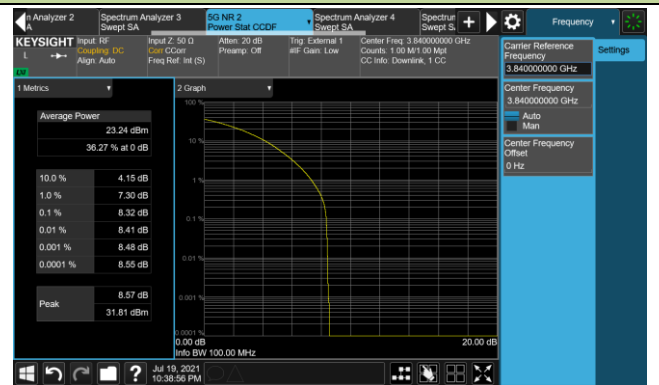 n Analyzer 2
A
Spectrum Analyzer 3
Swept SA
5G NR 2
Power Stat CCDF
Spectrum Analyzer 4
Swept SA
Spectrum
Swept S
Frequency
KEYSIGHT
L
Input: RF
Coupling: DC
Align: Auto
Input Z: 50 Ω
Corr CCorr
Freq Ref: Int (S)
Atten: 20 dB
Preamp: Off
Trig: External 1
#IF Gain: Low
Center Freq: 3.840000000 GHz
Counts: 1.00 M/1.00 Mpt
CC Info: Downlink, 1 CC
1 Metrics
Average Power
23.24 dBm
36.27 % at 0 dB
10.0 % 4.15 dB
1.0 % 7.30 dB
0.1 % 8.32 dB
0.01 % 8.41 dB
0.001 % 8.48 dB
0.0001 % 8.55 dB
Peak
8.57 dB
31.81 dBm
2 Graph
100 %
10 %
1 %
0.1 %
0.01 %
0.001 %
0.0001 %
0.00 dB
20.00 dB
Info BW 100.00 MHz
Carrier Reference
Frequency
3.840000000 GHz
Center Frequency
3.840000000 GHz
Auto
Man
Center Frequency
Offset
0 Hz
Settings
Jul 19, 2021
10:38:56 PM